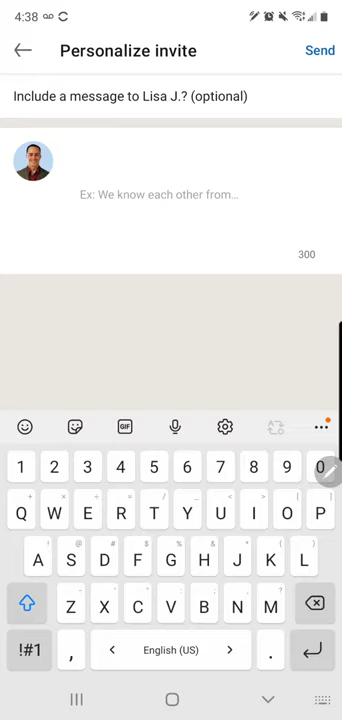 4:38
Personalize invite
Send
Include a message to Lisa J.? (optional)
Ex: We know each other from...
300
GIF
1 2 3 4 5 6 7 8 9 0
Q W E R T Y U I O P
A S D F G H J K L
Z X C V B N M
!#1 , < English (US) > .